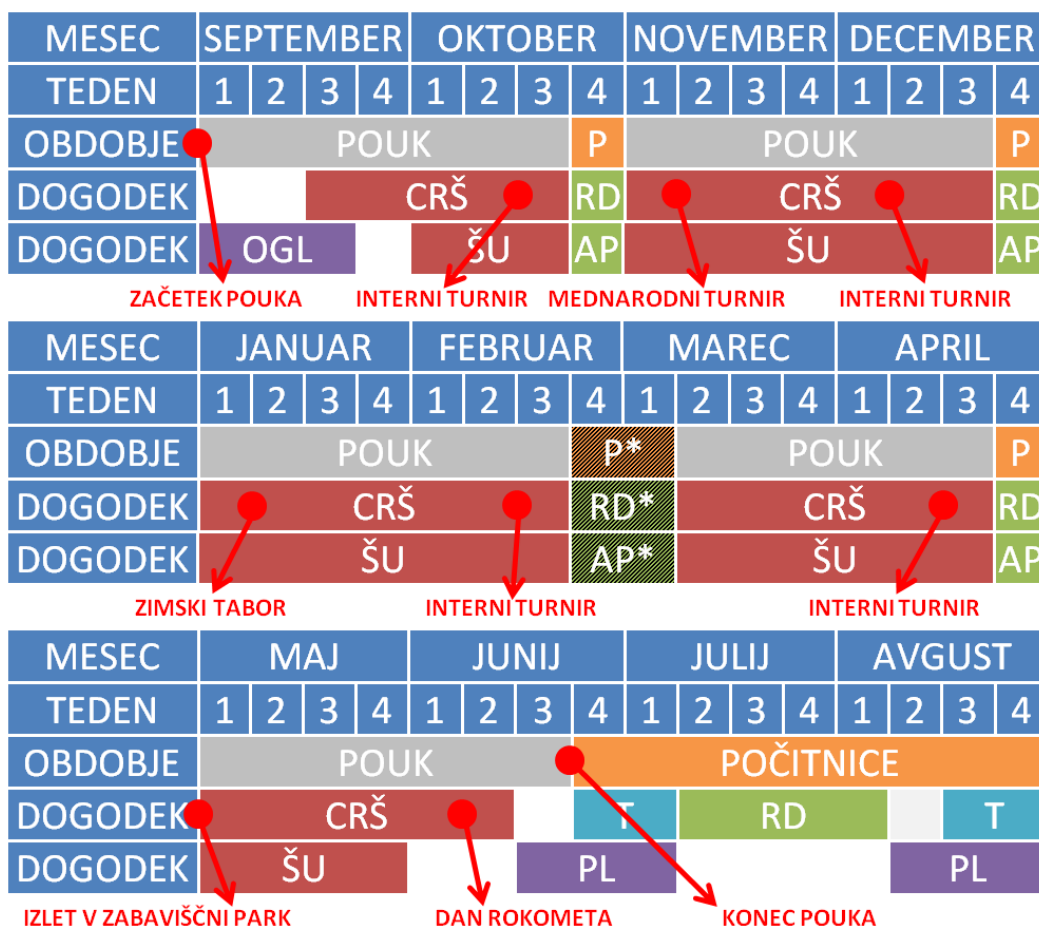 MESEC SEPTEMBER OKTOBER NOVEMBER DECEMBER
TEDEN 1 2 3 4 1 2 3 4 1 2 3 4 1 2 3 4
OBDOBJE POUK P POUK P
DOGODEK CRŠ RD CRŠ RD
DOGODEK OGL ŠU AP ŠU AP
ZAČETEK POUKA INTERNI TURNIR MEDNARODNI TURNIR INTERNI TURNIR
MESEC JANUAR FEBRUAR MAREC APRIL
TEDEN 1 2 3 4 1 2 3 4 1 2 3 4 1 2 3 4
OBDOBJE POUK P* POUK P
DOGODEK CRŠ RD* CRŠ RD
DOGODEK ŠU AP* ŠU AP
ZIMSKI TABOR INTERNI TURNIR INTERNI TURNIR
MESEC MAJ JUNIJ JULIJ AVGUST
TEDEN 1 2 3 4 1 2 3 4 1 2 3 4 1 2 3 4
OBDOBJE POUK POČITNICE
DOGODEK CRŠ T RD T
DOGODEK ŠU PL PL
IZLET V ZABAVIŠČNI PARK DAN ROKOMETA KONEC POUKA